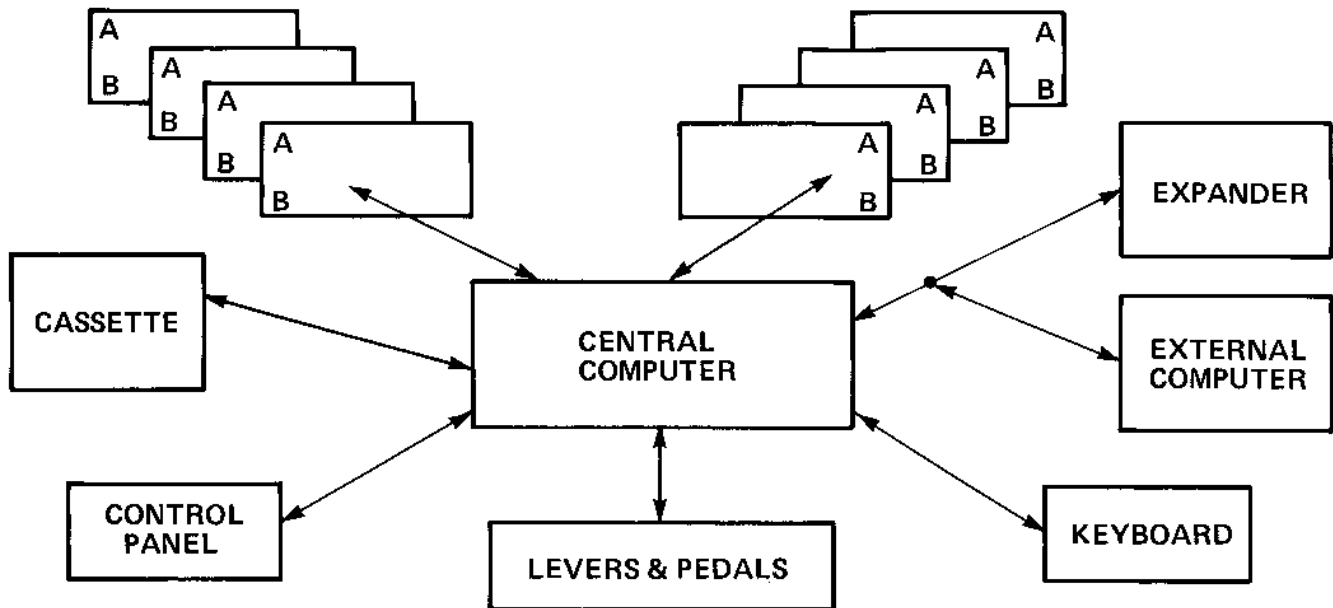 A
B
A
B
A
B
A
B
A
B
A
B
A
B
A
B
EXPANDER
CASSETTE
CENTRAL
COMPUTER
EXTERNAL
COMPUTER
CONTROL
PANEL
LEVERS & PEDALS
KEYBOARD